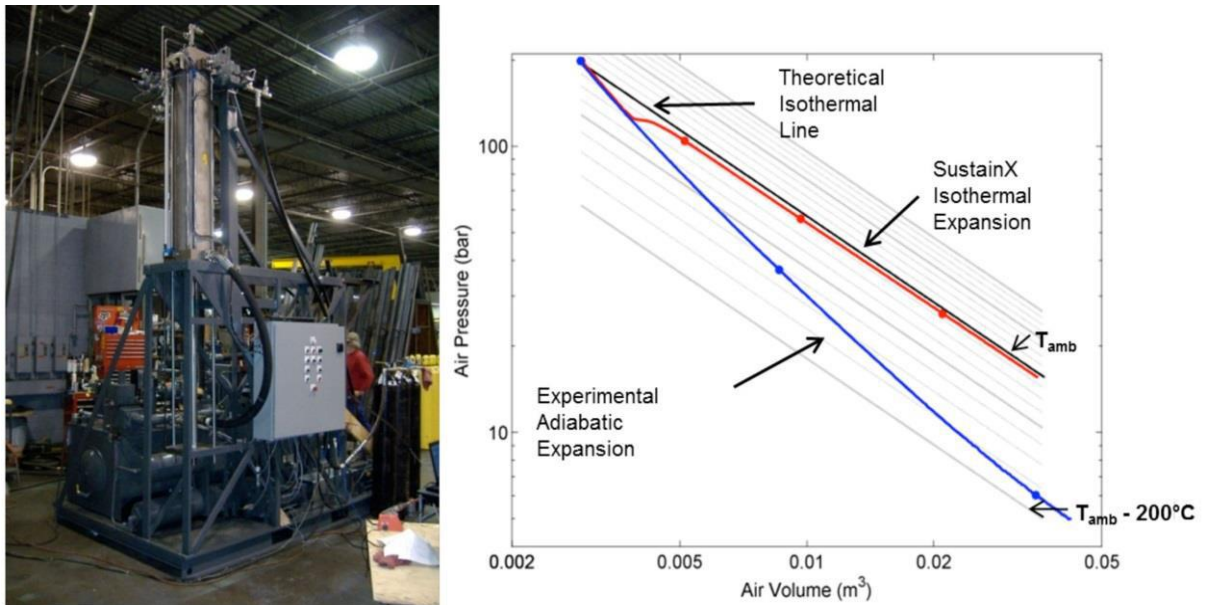 Theoretical
Isothermal
Line
SustainX
Isothermal
Expansion
100
Air Pressure (bar)
T_amb
Experimental
Adiabatic
Expansion
10
T_amb - 200°C
0.002
0.005
0.01
0.02
0.05
Air Volume (m³)